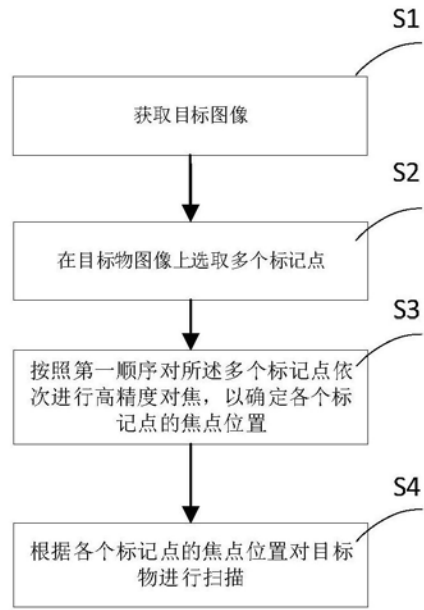 S1
获取目标图像
S2
在目标物图像上选取多个标记点
S3
按照第一顺序对所述多个标记点依
次进行高精度对焦，以确定各个标
记点的焦点位置
S4
根据各个标记点的焦点位置对目标
物进行扫描